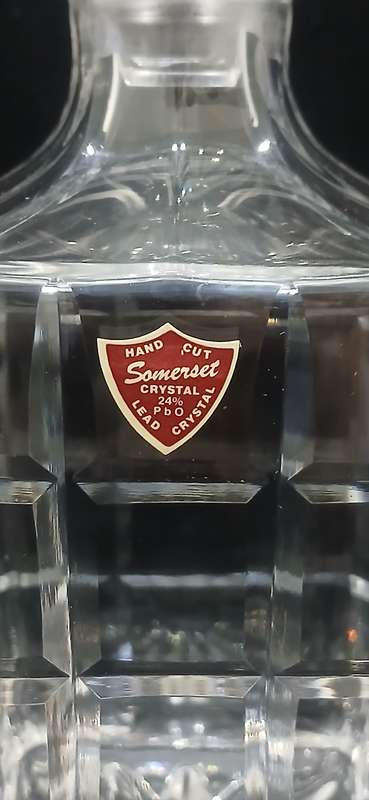 HAND CUT
Somerset
CRYSTAL
24%
PbO
LEAD CRYSTAL